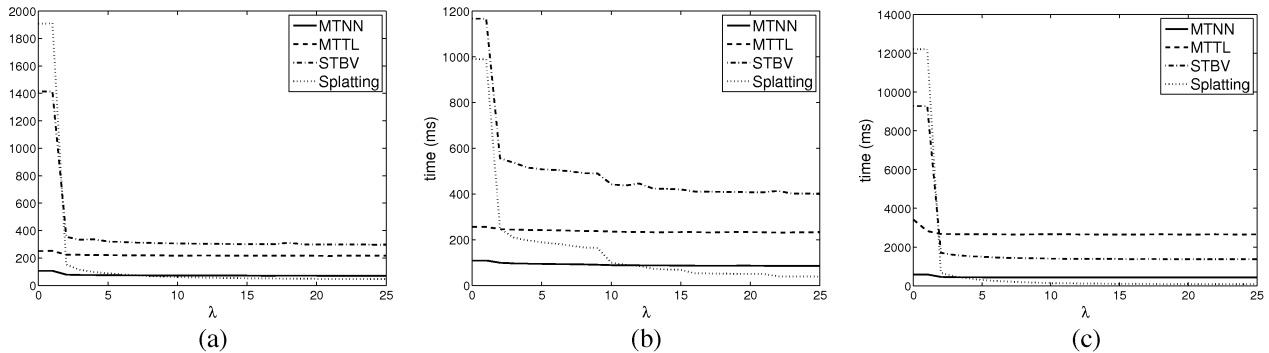 2000
1800
1600
1400
1200
1000
800
600
400
200
0
0 5 10 15 20 25
λ
MTNN
MTTL
STBV
Splatting
(a)
time (ms)
1200
1000
800
600
400
200
0
0 5 10 15 20 25
λ
MTNN
MTTL
STBV
Splatting
(b)
time (ms)
14000
12000
10000
8000
6000
4000
2000
0
0 5 10 15 20 25
λ
MTNN
MTTL
STBV
Splatting
(c)